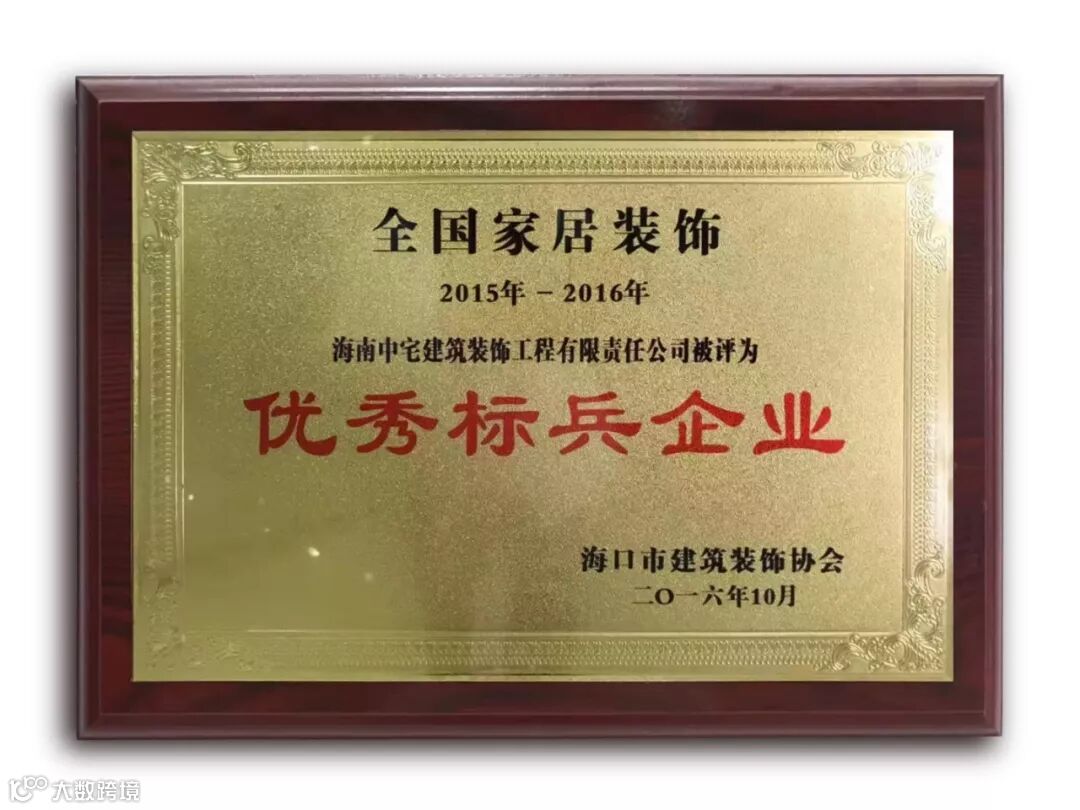 全国家居装饰
2015年－2016年
海南中宅建筑装饰工程有限责任公司被评为
优秀标兵企业
海口市建筑装饰协会
二O一六年10月
大数跨境